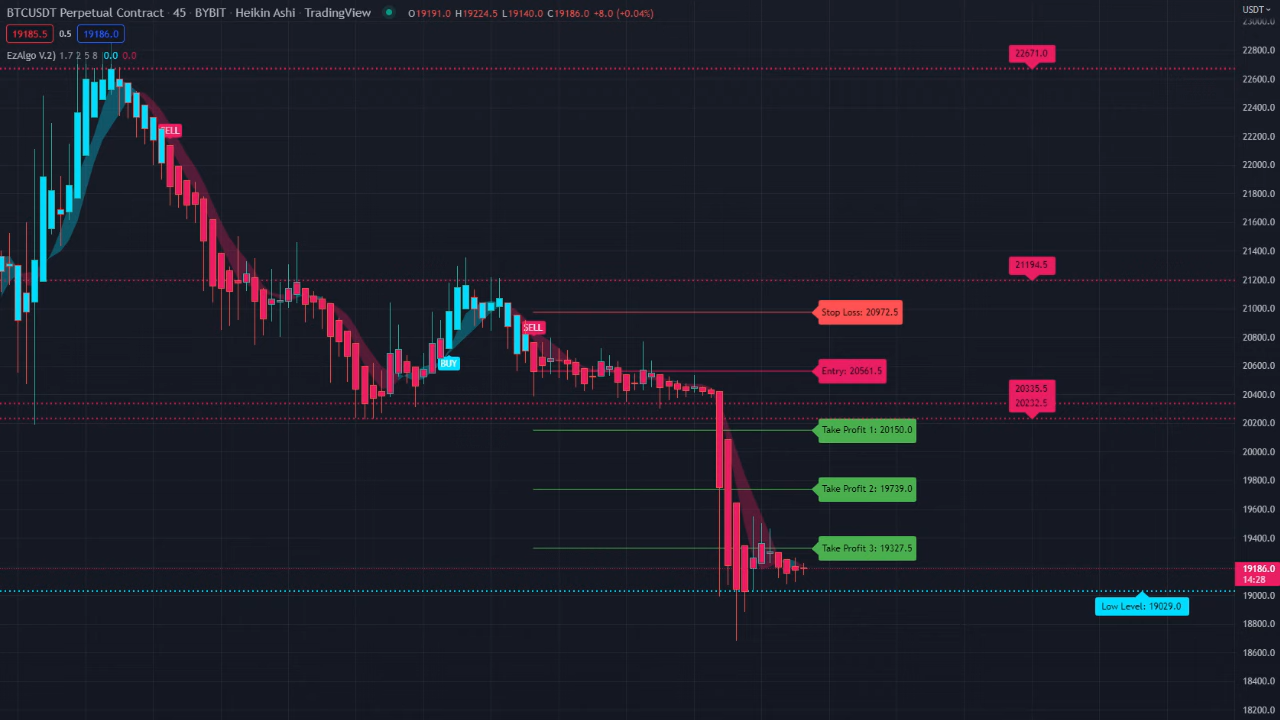 BTCUSDT Perpetual Contract · 45 · BYBIT · Heikin Ashi · TradingView O19191.0 H19224.5 L19140.0 C19186.0 +8.0 (+0.04%)
USDT
19185.5 0.5 19186.0
EzAlgo V.2) 1.7 2 5 8 0.0 0.0
23000.0
22800.0
22671.0
22600.0
22400.0
SELL
22200.0
22000.0
21800.0
21600.0
21400.0
21194.5
21200.0
21000.0
Stop Loss: 20972.5
SELL
20800.0
BUY
Entry: 20561.5
20600.0
20335.5
20400.0
20232.5
20200.0
Take Profit 1: 20150.0
20000.0
19800.0
Take Profit 2: 19739.0
19600.0
19400.0
Take Profit 3: 19327.5
19186.0
14:28
19000.0
Low Level: 19029.0
18800.0
18600.0
18400.0
18200.0